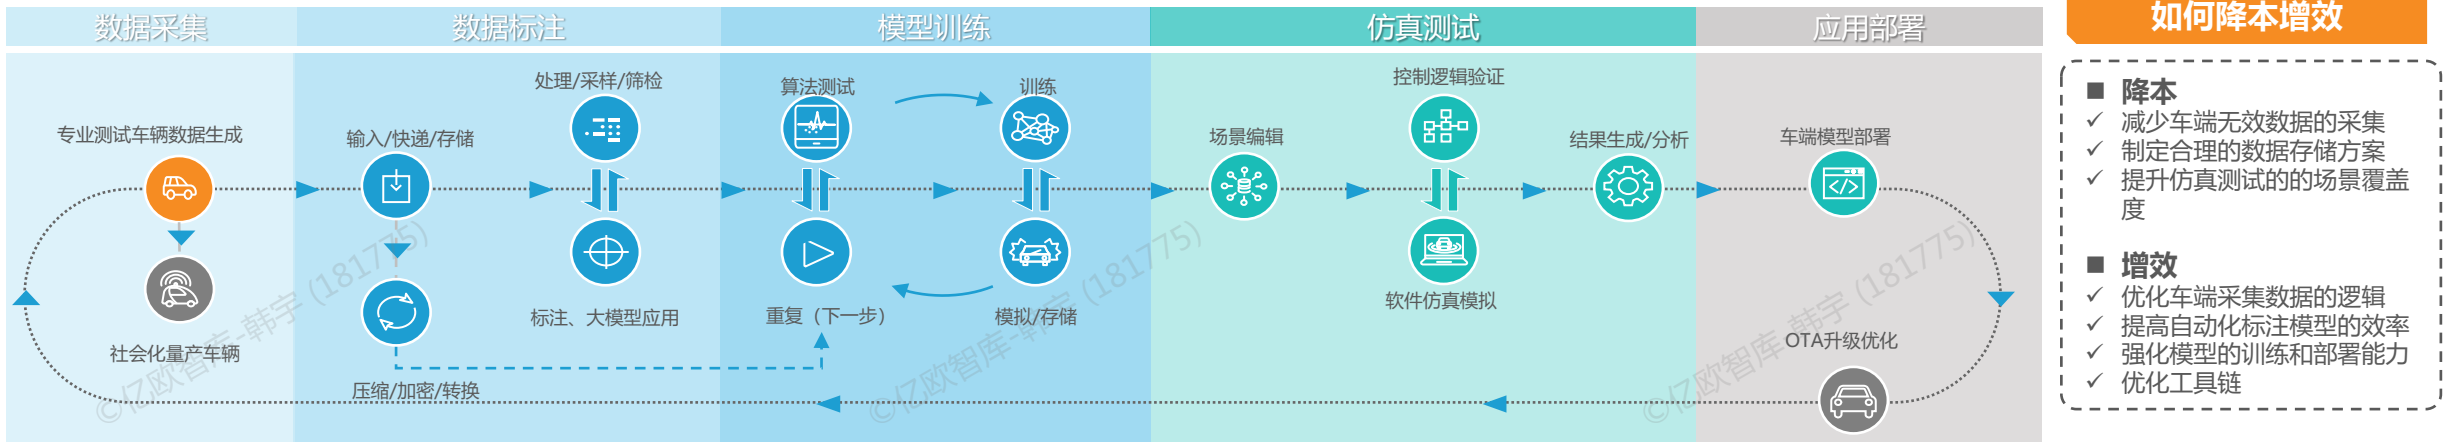 数据采集
数据标注
模型训练
仿真测试
应用部署
如何降本增效
专业测试车辆数据生成
社会化量产车辆
输入/快递/存储
压缩/加密/转换
处理/采样/筛检
标注、大模型应用
算法测试
训练
重复（下一步）
模拟/存储
场景编辑
控制逻辑验证
软件仿真模拟
结果生成/分析
车端模型部署
OTA升级优化
■ 降本
✓ 减少车端无效数据的采集
✓ 制定合理的数据存储方案
✓ 提升仿真测试的的场景覆盖
度
■ 增效
✓ 优化车端采集数据的逻辑
✓ 提高自动化标注模型的效率
✓ 强化模型的训练和部署能力
✓ 优化工具链
©亿欧智库-韩宇 (181775)
©亿欧智库-韩宇 (181775)
©亿欧智库-韩宇 (181775)